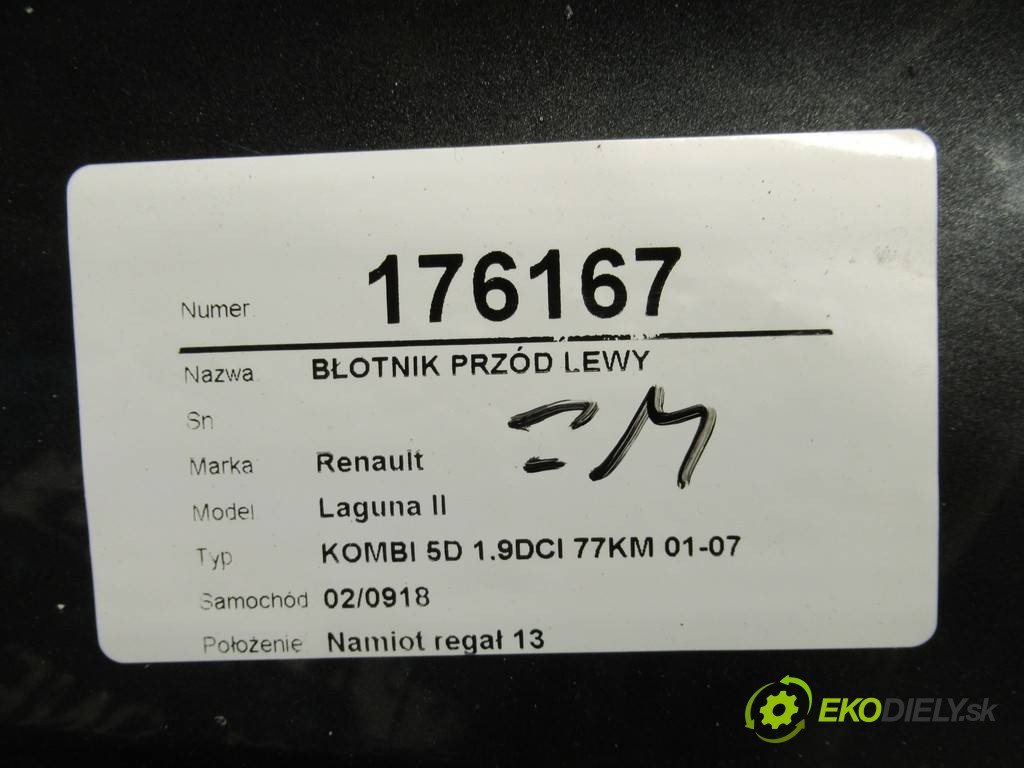 Numer 176167
Nazwa BŁOTNIK PRZÓD LEWY
Sn
Marka Renault
Model Laguna II
Typ KOMBI 5D 1.9DCI 77KM 01-07
Samochód 02/0918
Położenie Namiot regał 13
EKODIELY.sk